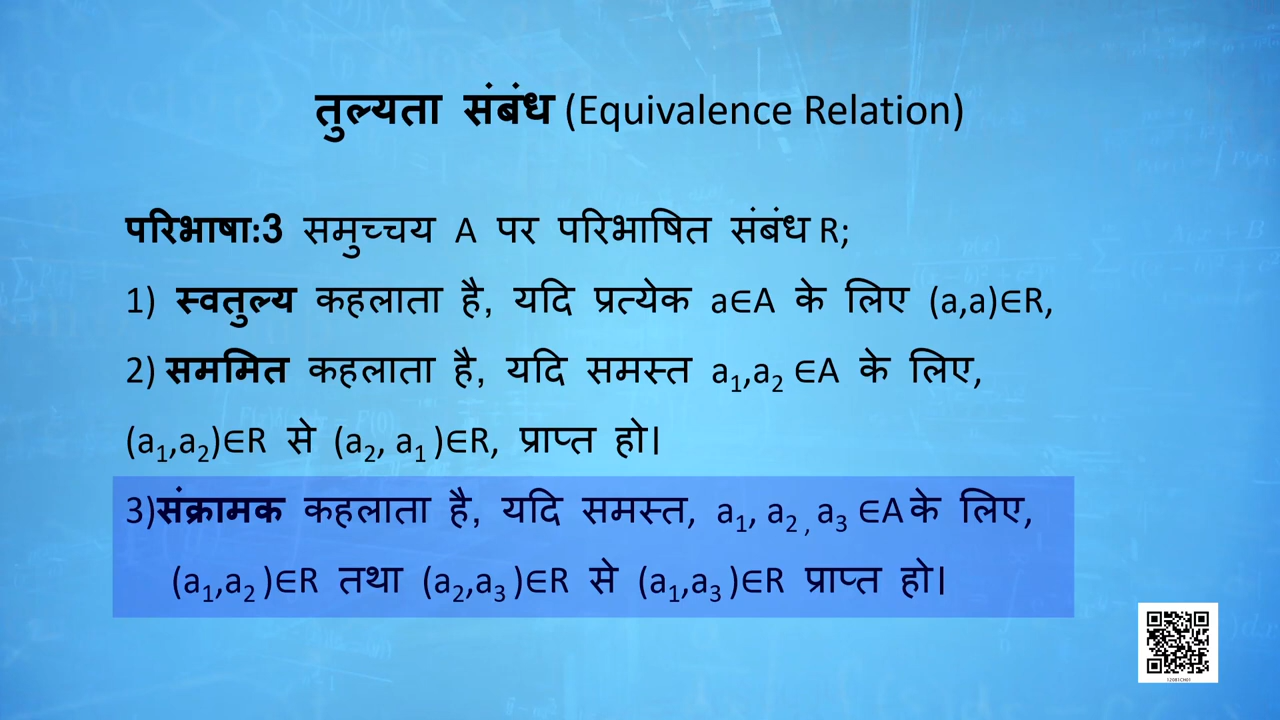 तुल्यता संबंध (Equivalence Relation)
परिभाषा:3 समुच्चय A पर परिभाषित संबंध R;
1) स्वतुल्य कहलाता है, यदि प्रत्येक a∈A के लिए (a,a)∈R,
2) सममित कहलाता है, यदि समस्त a₁,a₂ ∈A के लिए,
(a₁,a₂)∈R से (a₂, a₁ )∈R, प्राप्त हो।
3)संक्रामक कहलाता है, यदि समस्त, a₁, a₂ , a₃ ∈A के लिए,
(a₁,a₂ )∈R तथा (a₂,a₃ )∈R से (a₁,a₃ )∈R प्राप्त हो।
12081CH01